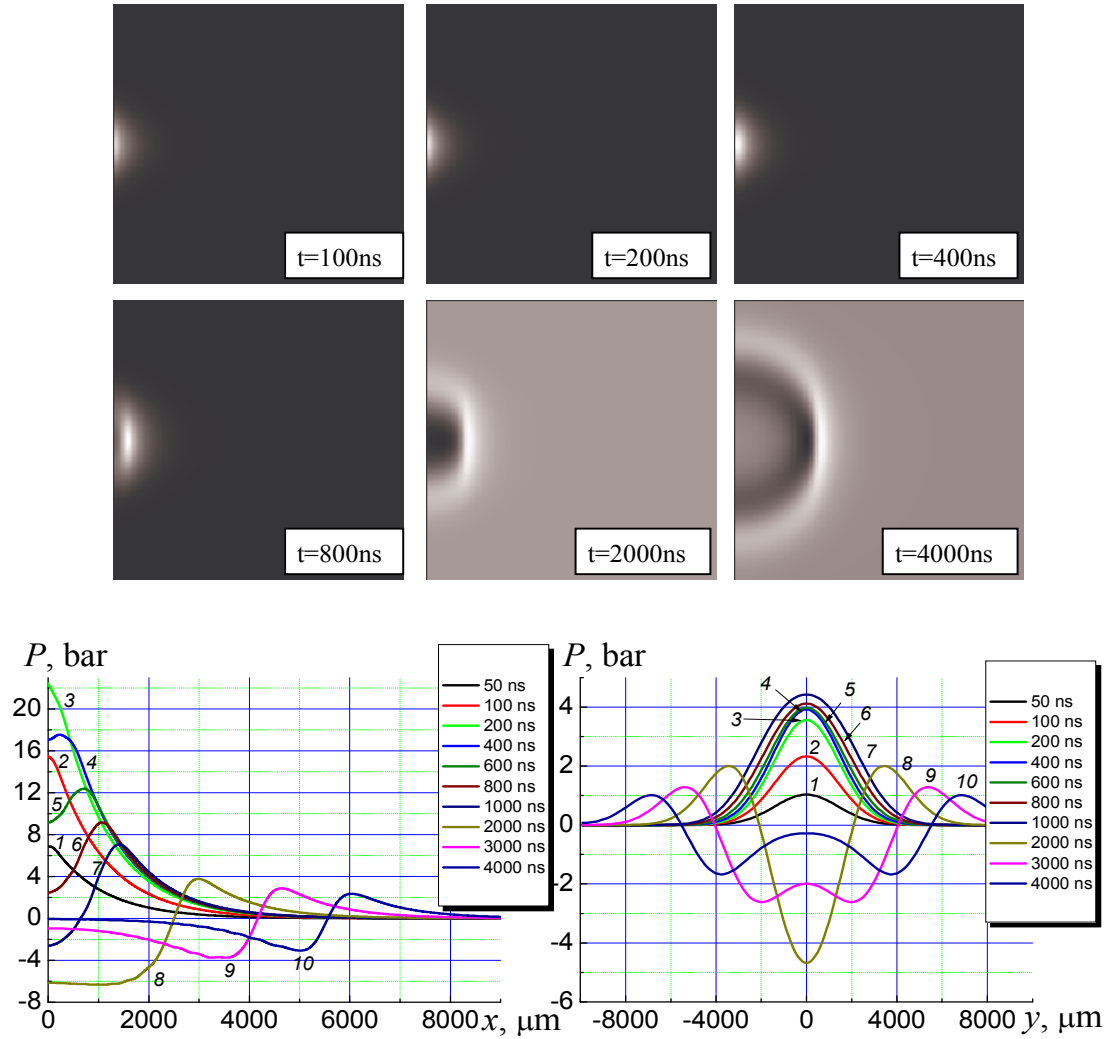 t=100ns
t=200ns
t=400ns
t=800ns
t=2000ns
t=4000ns
P, bar
20
16
12
8
4
0
-4
-8
0
2000
4000
6000
8000
x, μm
1
2
3
4
5
6
7
8
9
10
50 ns
100 ns
200 ns
400 ns
600 ns
800 ns
1000 ns
2000 ns
3000 ns
4000 ns
P, bar
4
2
0
-2
-4
-6
-8000
-4000
0
4000
8000
y, μm
1
2
3
4
5
6
7
8
9
10
50 ns
100 ns
200 ns
400 ns
600 ns
800 ns
1000 ns
2000 ns
3000 ns
4000 ns